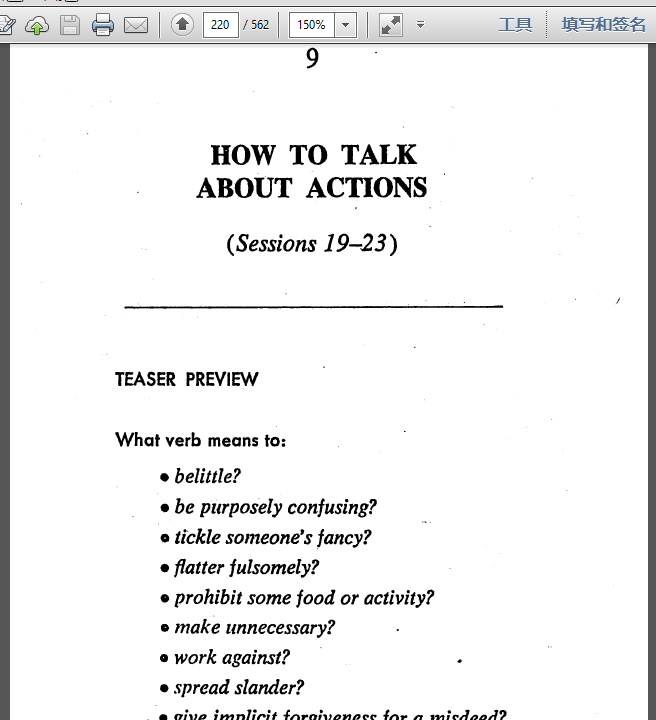 220 / 562 150% 工具 填写和签名
9
HOW TO TALK
ABOUT ACTIONS
(Sessions 19–23)
TEASER PREVIEW
What verb means to:
• belittle?
• be purposely confusing?
• tickle someone's fancy?
• flatter fulsomely?
• prohibit some food or activity?
• make unnecessary?
• work against?
• spread slander?
• give implicit forgiveness for a misdeed?